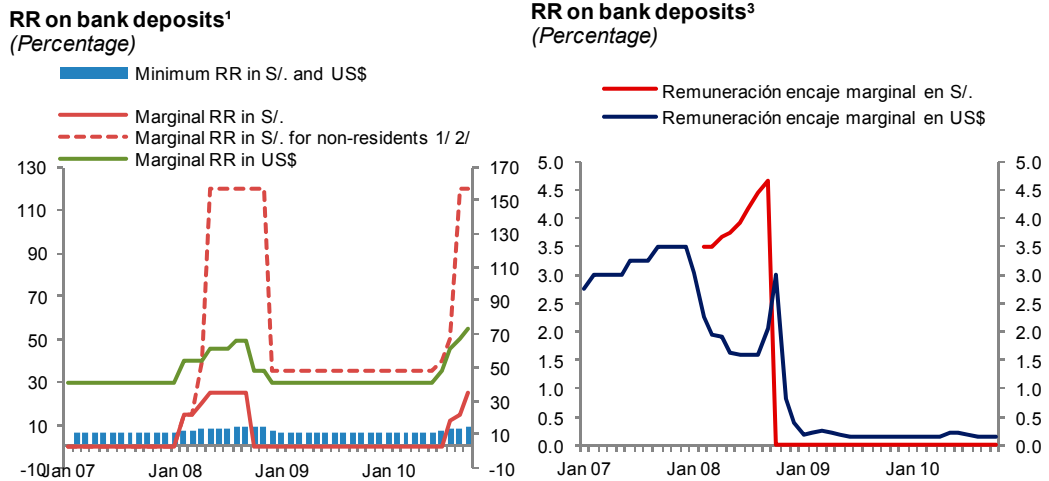 RR on bank deposits¹
(Percentage)
Minimum RR in S/. and US$
Marginal RR in S/.
Marginal RR in S/. for non-residents 1/ 2/
Marginal RR in US$
130
110
90
70
50
30
10
-10
170
150
130
110
90
70
50
30
10
-10
Jan 07
Jan 08
Jan 09
Jan 10
RR on bank deposits³
(Percentage)
Remuneración encaje marginal en S/.
Remuneración encaje marginal en US$
5.0
4.5
4.0
3.5
3.0
2.5
2.0
1.5
1.0
0.5
0.0
5.0
4.5
4.0
3.5
3.0
2.5
2.0
1.5
1.0
0.5
0.0
Jan 07
Jan 08
Jan 09
Jan 10